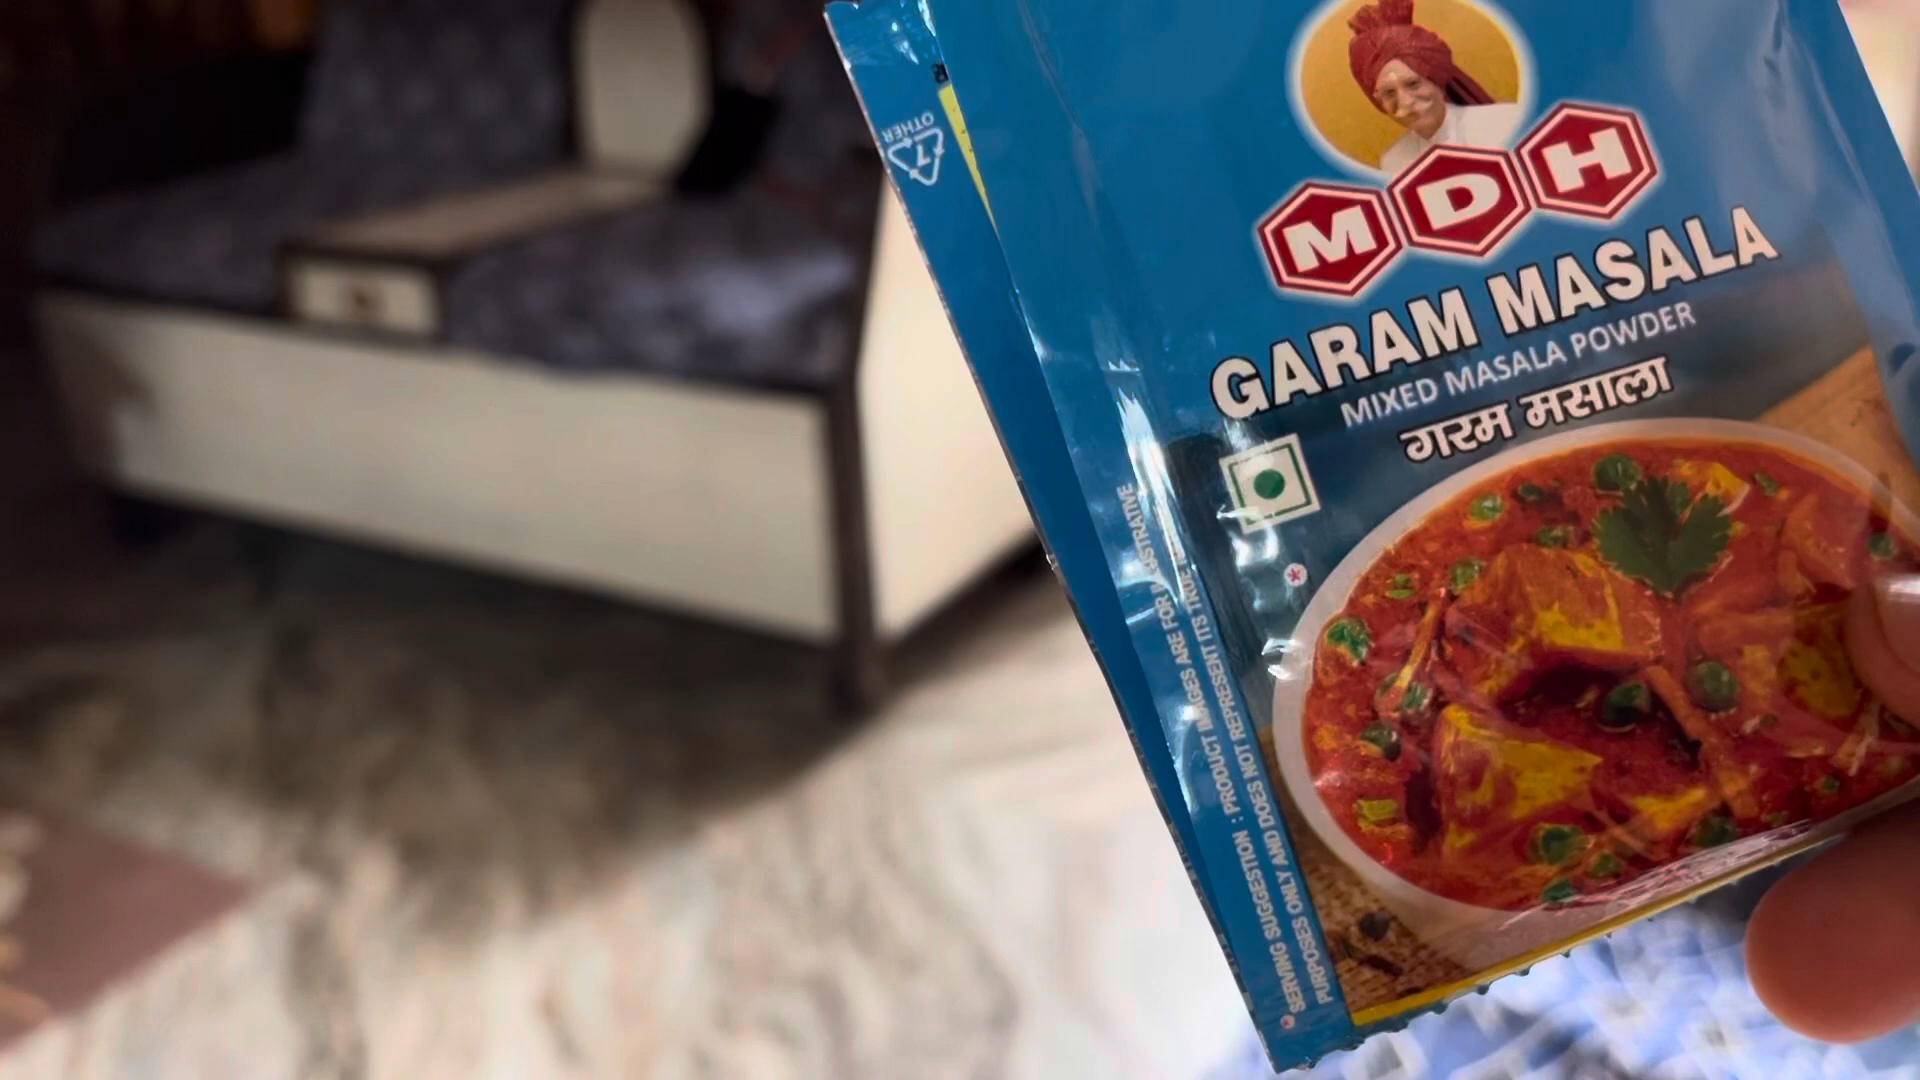 MDH
GARAM MASALA
MIXED MASALA POWDER
गरम मसाला
*
*SERVING SUGGESTION : PRODUCT IMAGES ARE FOR
PURPOSES ONLY AND DOES NOT REPRESENT ITS TRUE
7
OTHER